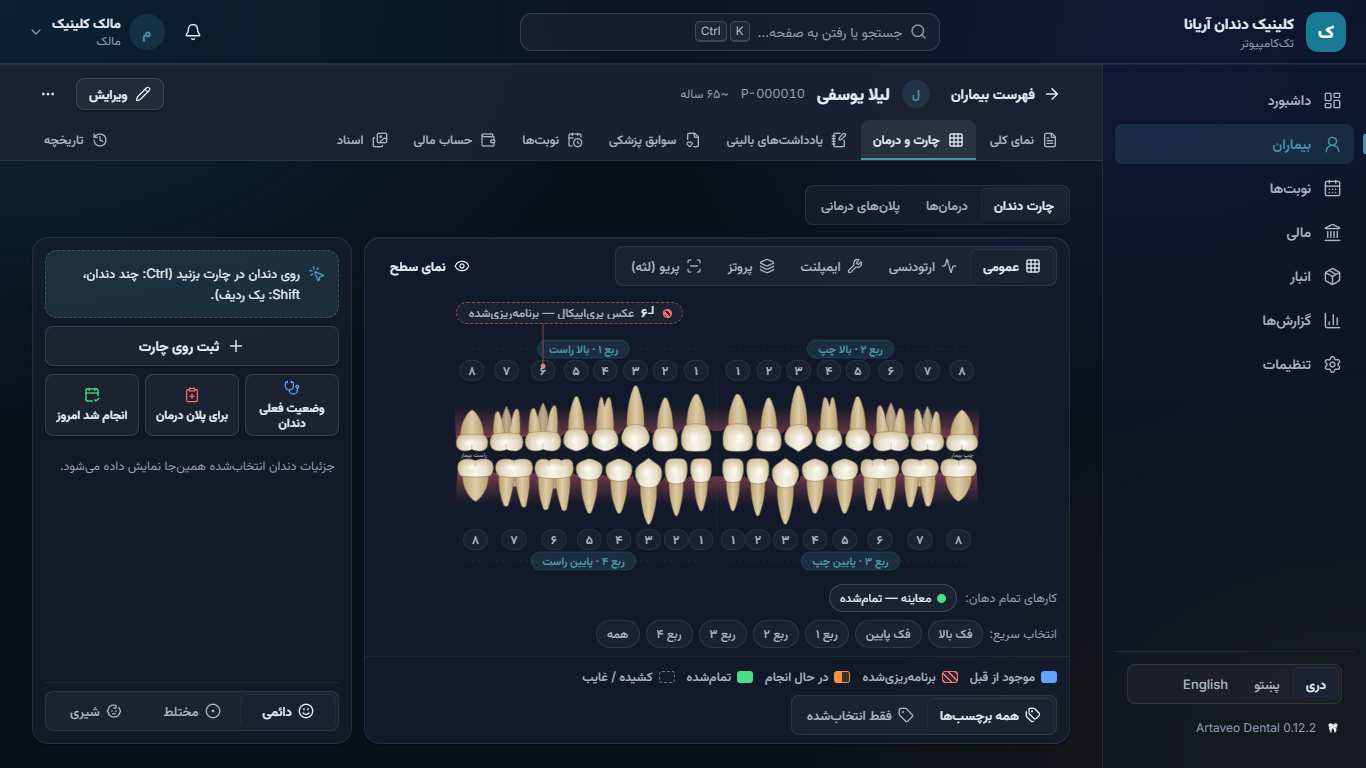 کلینیک دندان آریانا
تک‌کامپیوتر
ک
جستجو یا رفتن به صفحه...
Ctrl K
م
مالک کلینیک
مالک
داشبورد
بیماران
نوبت‌ها
مالی
انبار
گزارش‌ها
تنظیمات
دری
پښتو
English
Artaveo Dental 0.12.2
فهرست بیماران
ل
لیلا یوسفی
P-000010
~۶۵ ساله
ویرایش
نمای کلی
چارت و درمان
یادداشت‌های بالینی
سوابق پزشکی
نوبت‌ها
حساب مالی
اسناد
تاریخچه
چارت دندان
درمان‌ها
پلان‌های درمانی
عمومی
ارتودنسی
ایمپلنت
پروتز
پریو (لثه)
نمای سطح
۶┘ عکس پری‌اپیکال — برنامه‌ریزی‌شده
ربع ۱ · بالا راست
ربع ۲ · بالا چپ
۸ ۷ ۶ ۵ ۴ ۳ ۲ ۱ ۱ ۲ ۳ ۴ ۵ ۶ ۷ ۸
راست بیمار
چپ بیمار
۸ ۷ ۶ ۵ ۴ ۳ ۲ ۱ ۱ ۲ ۳ ۴ ۵ ۶ ۷ ۸
ربع ۴ · پایین راست
ربع ۳ · پایین چپ
کارهای تمام دهان:
معاینه — تمام‌شده
انتخاب سریع:
فک بالا
فک پایین
ربع ۱
ربع ۲
ربع ۳
ربع ۴
همه
موجود از قبل
برنامه‌ریزی‌شده
در حال انجام
تمام‌شده
کشیده / غایب
همه برچسب‌ها
فقط انتخاب‌شده
روی دندان در چارت بزنید (Ctrl: چند دندان،
Shift: یک ردیف).
ثبت روی چارت
وضعیت فعلی
دندان
برای پلان درمان
انجام شد امروز
جزئیات دندان انتخاب‌شده همین‌جا نمایش داده می‌شود.
دائمی
مختلط
شیری